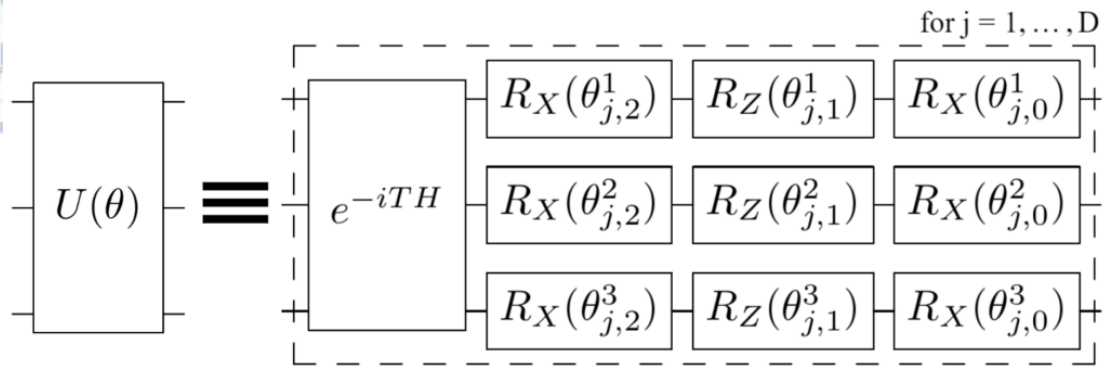 for j = 1, ... , D
R_X(θ^1_{j,2}) R_Z(θ^1_{j,1}) R_X(θ^1_{j,0})
U(θ) ≡ e^{-iTH} R_X(θ^2_{j,2}) R_Z(θ^2_{j,1}) R_X(θ^2_{j,0})
R_X(θ^3_{j,2}) R_Z(θ^3_{j,1}) R_X(θ^3_{j,0})